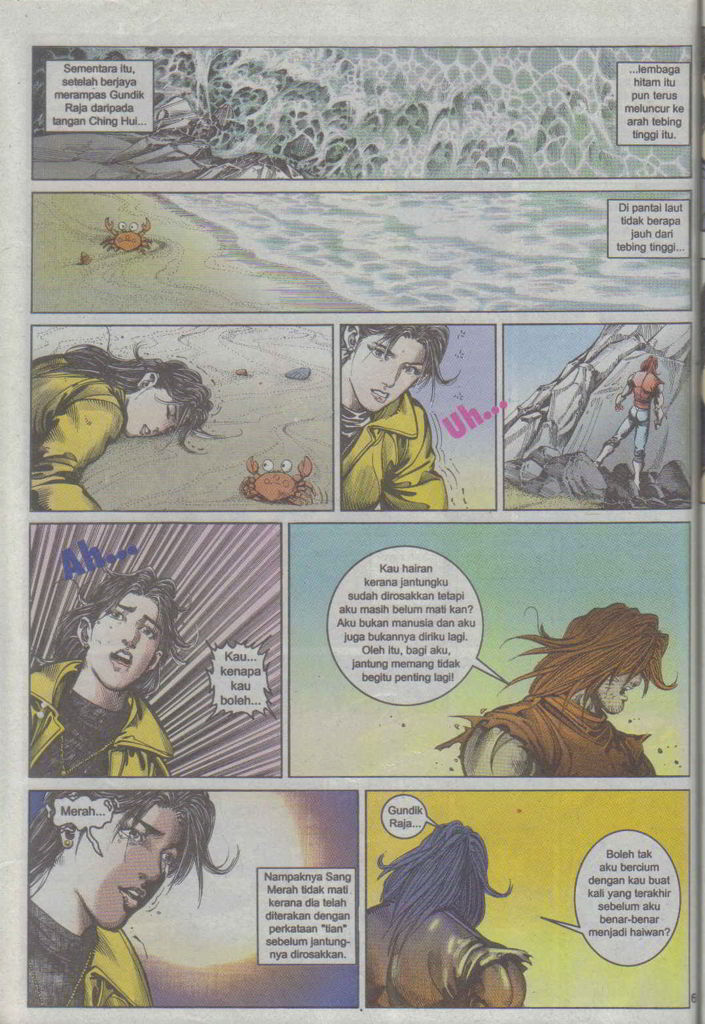 Sementara itu,
setelah berjaya
merampas Gundik
Raja daripada
tangan Ching Hui...
...lembaga
hitam itu
pun terus
meluncur ke
arah tebing
tinggi itu.
Di pantai laut
tidak berapa
jauh dari
tebing tinggi...
Uh...
Ah...
Kau...
kenapa
kau
boleh...
Kau hairan
kerana jantungku
sudah dirosakkan tetapi
aku masih belum mati kan?
Aku bukan manusia dan aku
juga bukannya diriku lagi.
Oleh itu, bagi aku,
jantung memang tidak
begitu penting lagi!
Merah...
Nampaknya Sang
Merah tidak mati
kerana dia telah
diterakan dengan
perkataan "tian"
sebelum jantung-
nya dirosakkan.
Gundik
Raja...
Boleh tak
aku bercium
dengan kau buat
kali yang terakhir
sebelum aku
benar-benar
menjadi haiwan?